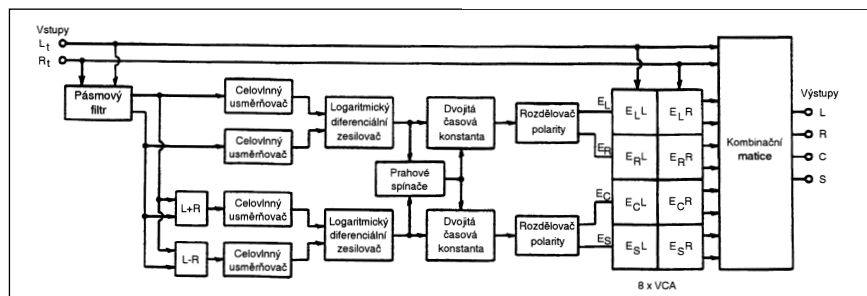 Vstupy
Lt
Rt
Pásmový
filtr
Celovlnný
usměrňovač
Celovlnný
usměrňovač
L+R
Celovlnný
usměrňovač
L-R
Celovlnný
usměrňovač
Logaritmický
diferenciální
zesilovač
Logaritmický
diferenciální
zesilovač
Prahové
spínače
Dvojitá
časová
konstanta
Dvojitá
časová
konstanta
Rozdělovač
polarity
Rozdělovač
polarity
EL
ER
EC
ES
ELL ELR
ERL ERR
ECL ECR
ESL ESR
8 x VCA
Kombinační
matice
Výstupy
L
R
C
S